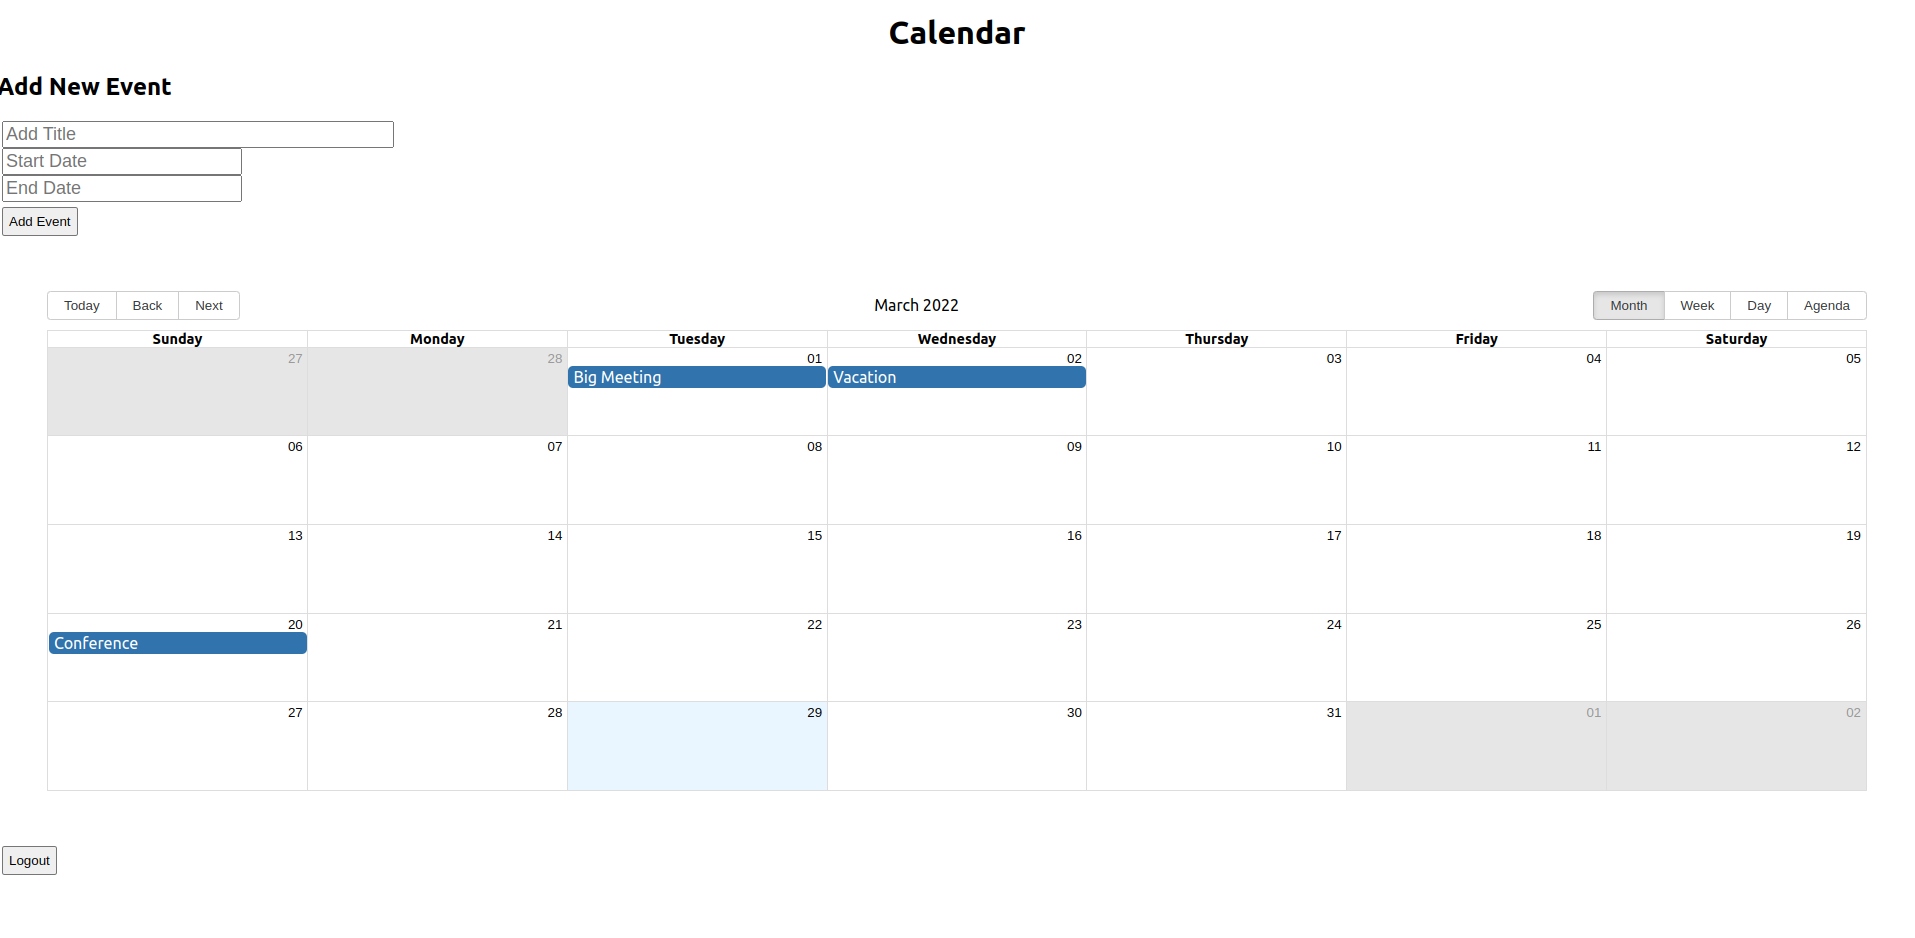 Calendar
Add New Event
Add Title
Start Date
End Date
Add Event
Today Back Next March 2022 Month Week Day Agenda
Sunday Monday Tuesday Wednesday Thursday Friday Saturday
27 28 01 02 03 04 05
Big Meeting Vacation
06 07 08 09 10 11 12
13 14 15 16 17 18 19
20 21 22 23 24 25 26
Conference
27 28 29 30 31 01 02
Logout